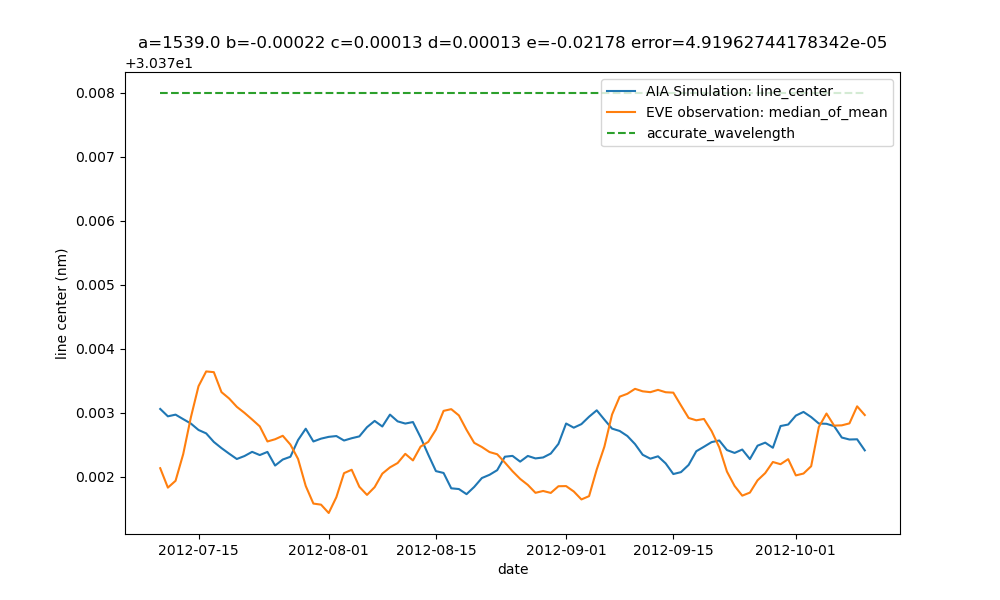 a=1539.0 b=-0.00022 c=0.00013 d=0.00013 e=-0.02178 error=4.91962744178342e-05
+3.037e1
0.008
0.007
0.006
0.005
0.004
0.003
0.002
line center (nm)
AIA Simulation: line_center
EVE observation: median_of_mean
accurate_wavelength
2012-07-15 2012-08-01 2012-08-15 2012-09-01 2012-09-15 2012-10-01
date